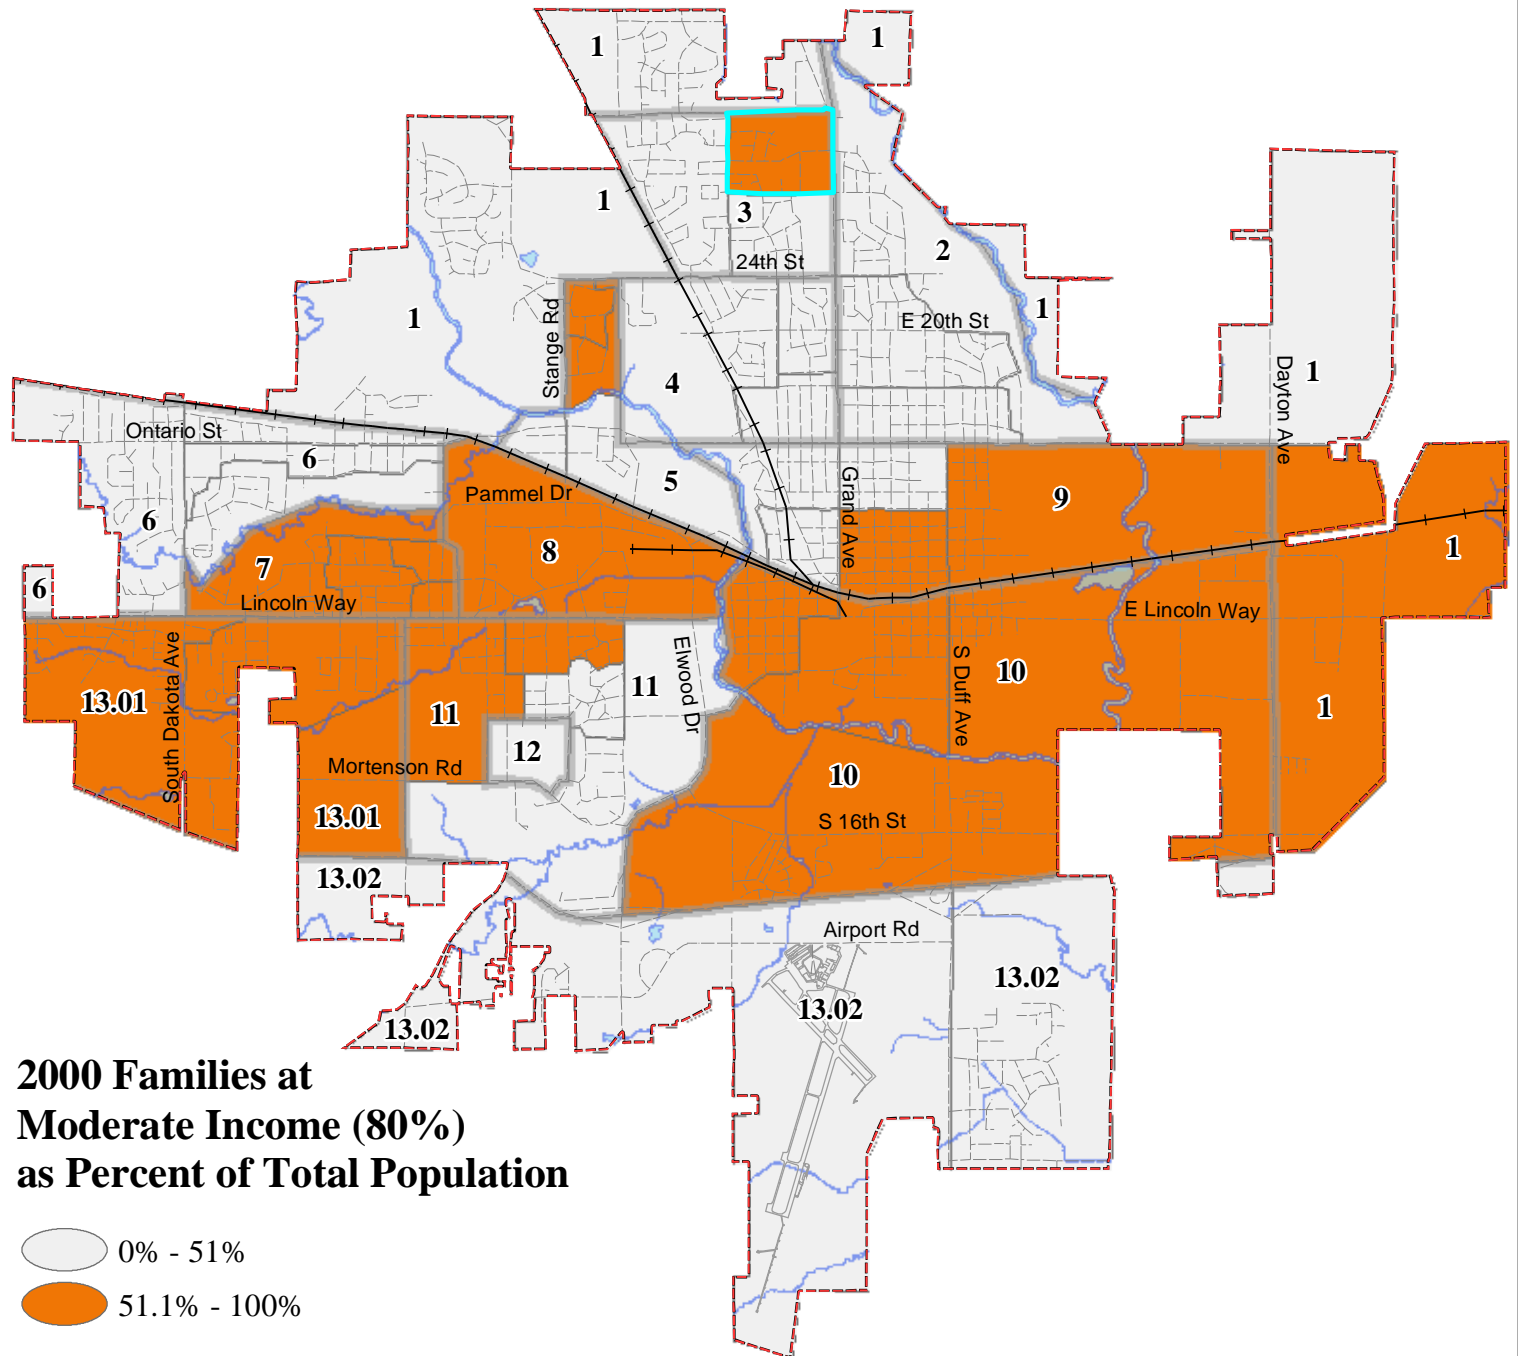 1
1
1
3
24th St
2
Stange Rd
1
1
E 20th St
4
Dayton Ave
1
Ontario St
6
5
Pammel Dr
Grand Ave
9
6
8
7
1
6
Lincoln Way
E Lincoln Way
South Dakota Ave
Elwood Dr
S Duff Ave
13.01
11
11
10
1
12
Mortenson Rd
10
13.01
S 16th St
13.02
Airport Rd
13.02
13.02
13.02
2000 Families at
Moderate Income (80%)
as Percent of Total Population
0% - 51%
51.1% - 100%